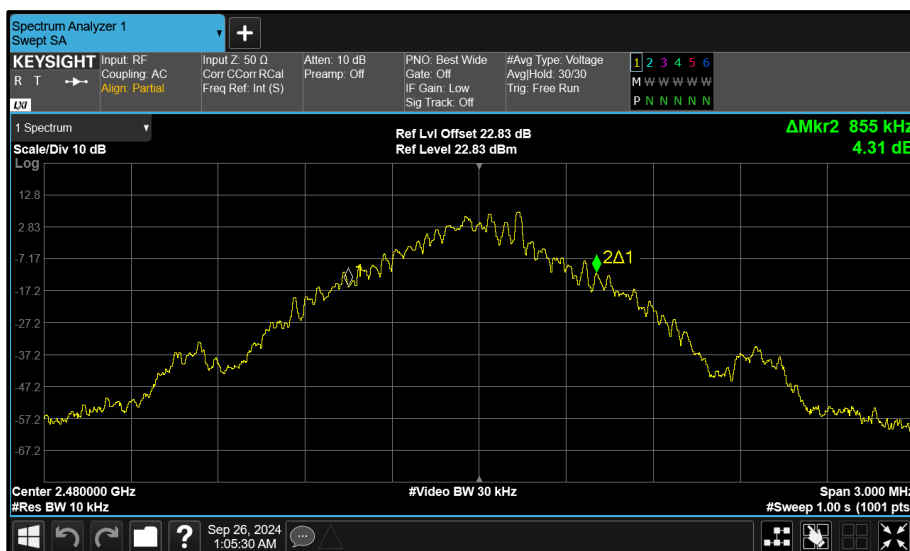 Spectrum Analyzer 1
Swept SA
KEYSIGHT
R T
LXI
Input: RF
Coupling: AC
Align: Partial
Input Z: 50 Ω
Corr CCorr RCal
Freq Ref: Int (S)
Atten: 10 dB
Preamp: Off
PNO: Best Wide
Gate: Off
IF Gain: Low
Sig Track: Off
#Avg Type: Voltage
Avg|Hold: 30/30
Trig: Free Run
1 2 3 4 5 6
M W W W W W
P N N N N N
1 Spectrum
Scale/Div 10 dB
Log
Ref Lvl Offset 22.83 dB
Ref Level 22.83 dBm
ΔMkr2 855 kHz
4.31 dB
12.8
2.83
-7.17
-17.2
-27.2
-37.2
-47.2
-57.2
-67.2
1
2Δ1
Center 2.480000 GHz
#Res BW 10 kHz
#Video BW 30 kHz
Span 3.000 MHz
#Sweep 1.00 s (1001 pts
?
Sep 26, 2024
1:05:30 AM